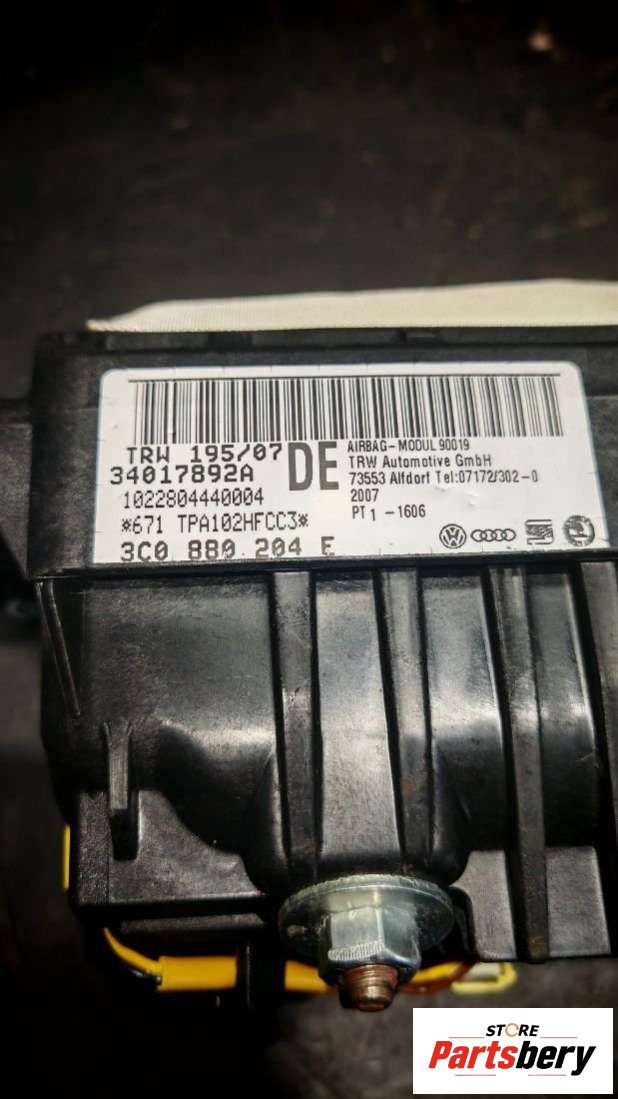 TRW 195/07
34017892A
1022804440004
*671 TPA102HFCC3*
3C0 880 204 E
DE
AIRBAG-MODUL 90019
TRW Automotive GmbH
73553 Alfdorf Tel:07172/302-0
2007
PT 1 -1606
STORE
Partsbery